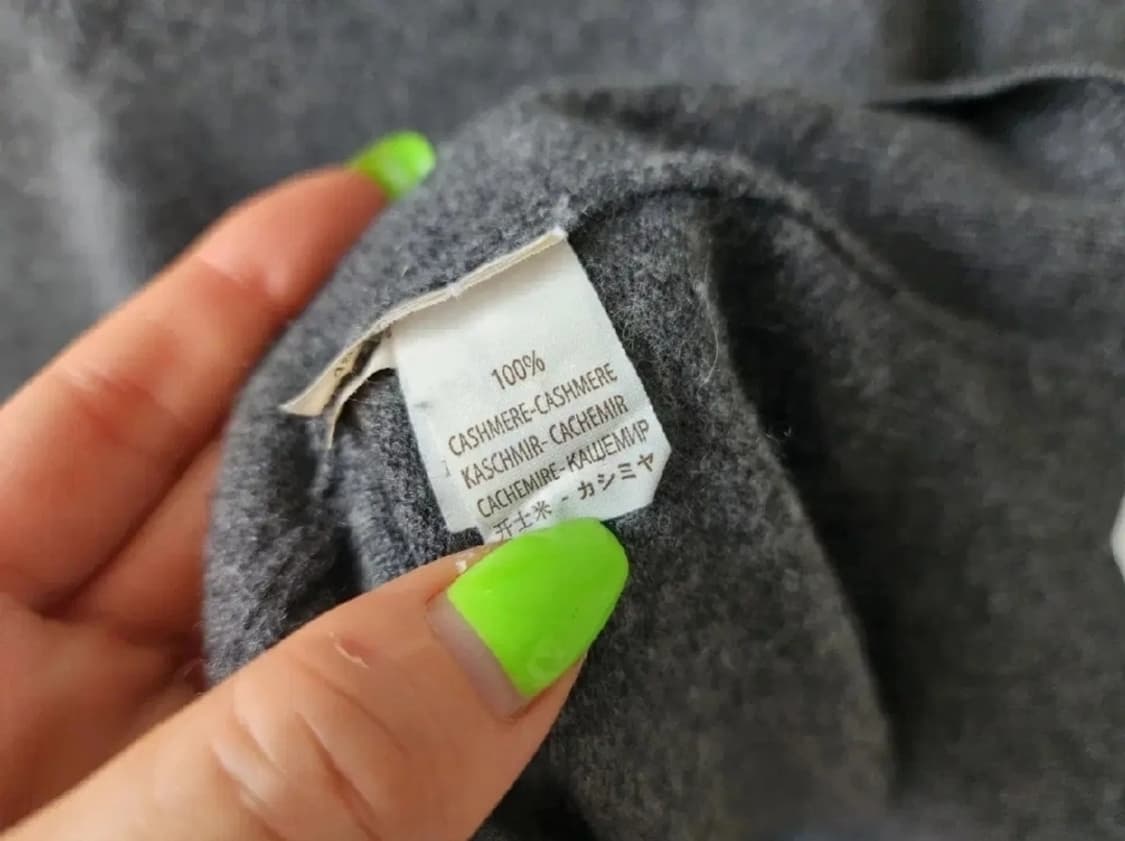 100%
CASHMERE-CASHMERE
KASCHMIR-CACHEMIR
CACHEMIRE-КАШЕМИР
开士米 - カシミヤ